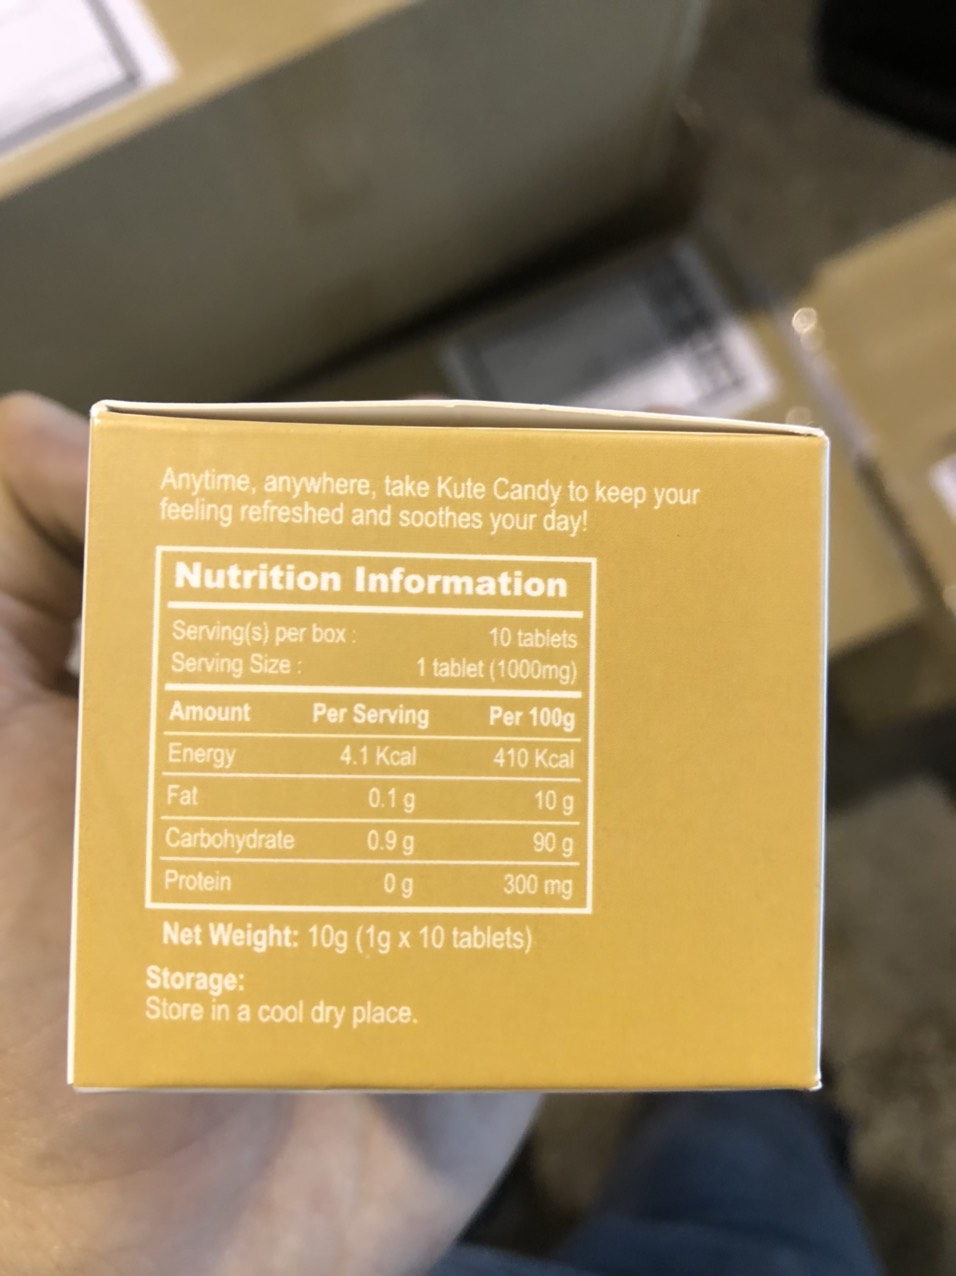 Anytime, anywhere, take Kute Candy to keep your
feeling refreshed and soothes your day!
Nutrition Information
Serving(s) per box : 10 tablets
Serving Size : 1 tablet (1000mg)
Amount Per Serving Per 100g
Energy 4.1 Kcal 410 Kcal
Fat 0.1 g 10 g
Carbohydrate 0.9 g 90 g
Protein 0 g 300 mg
Net Weight: 10g (1g x 10 tablets)
Storage:
Store in a cool dry place.